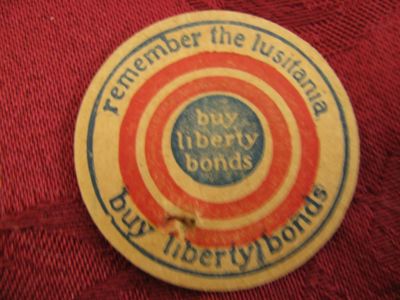 remember the lusitania
buy
liberty
bonds
buy liberty bonds